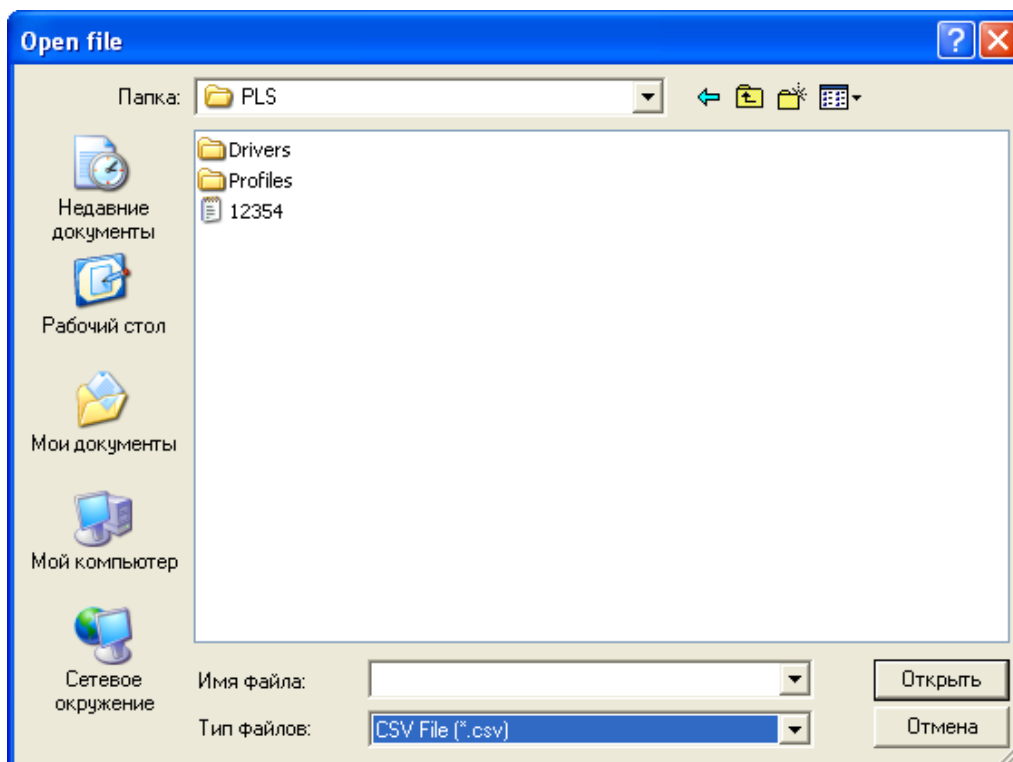 Open file
Папка:
PLS
Drivers
Profiles
12354
Недавние
документы
Рабочий стол
Мои документы
Мой компьютер
Сетевое
окружение
Имя файла:
Открыть
Тип файлов:
CSV File (*.csv)
Отмена